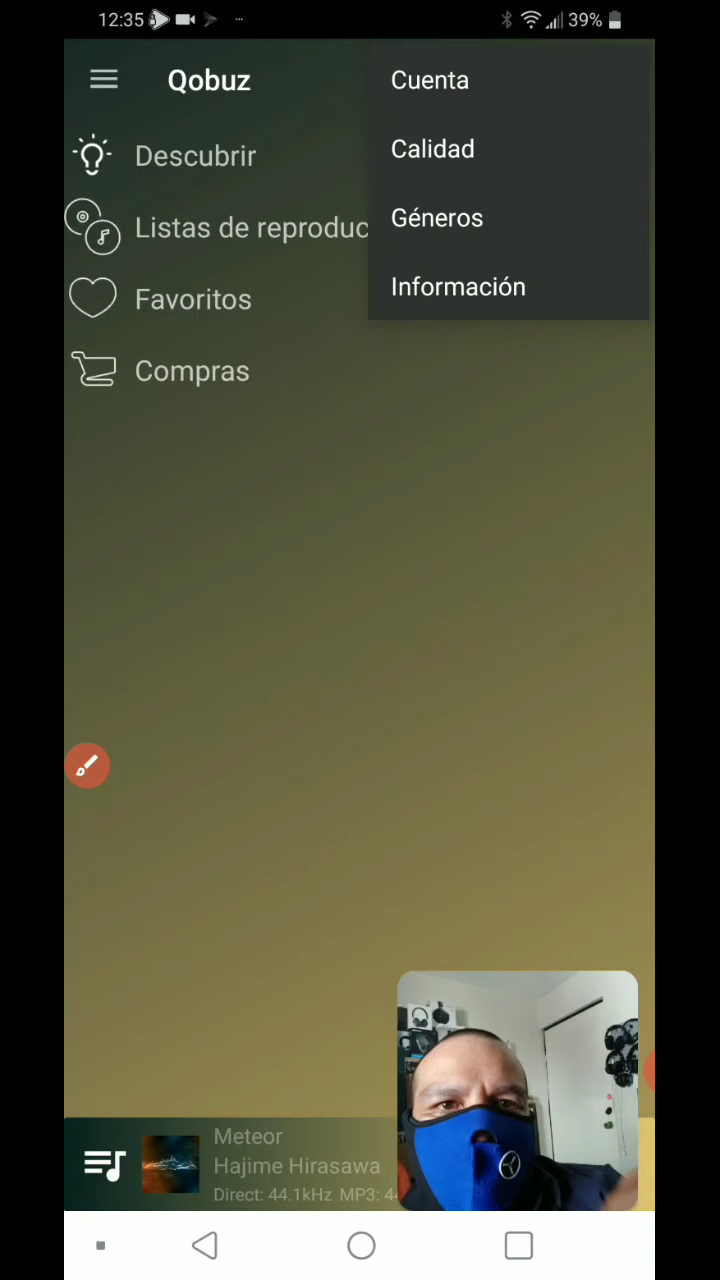 12:35
39%
Qobuz
Cuenta
Descubrir
Calidad
Listas de reproduc
Géneros
Favoritos
Información
Compras
Meteor
Hajime Hirasawa
Direct: 44.1kHz MP3; 4